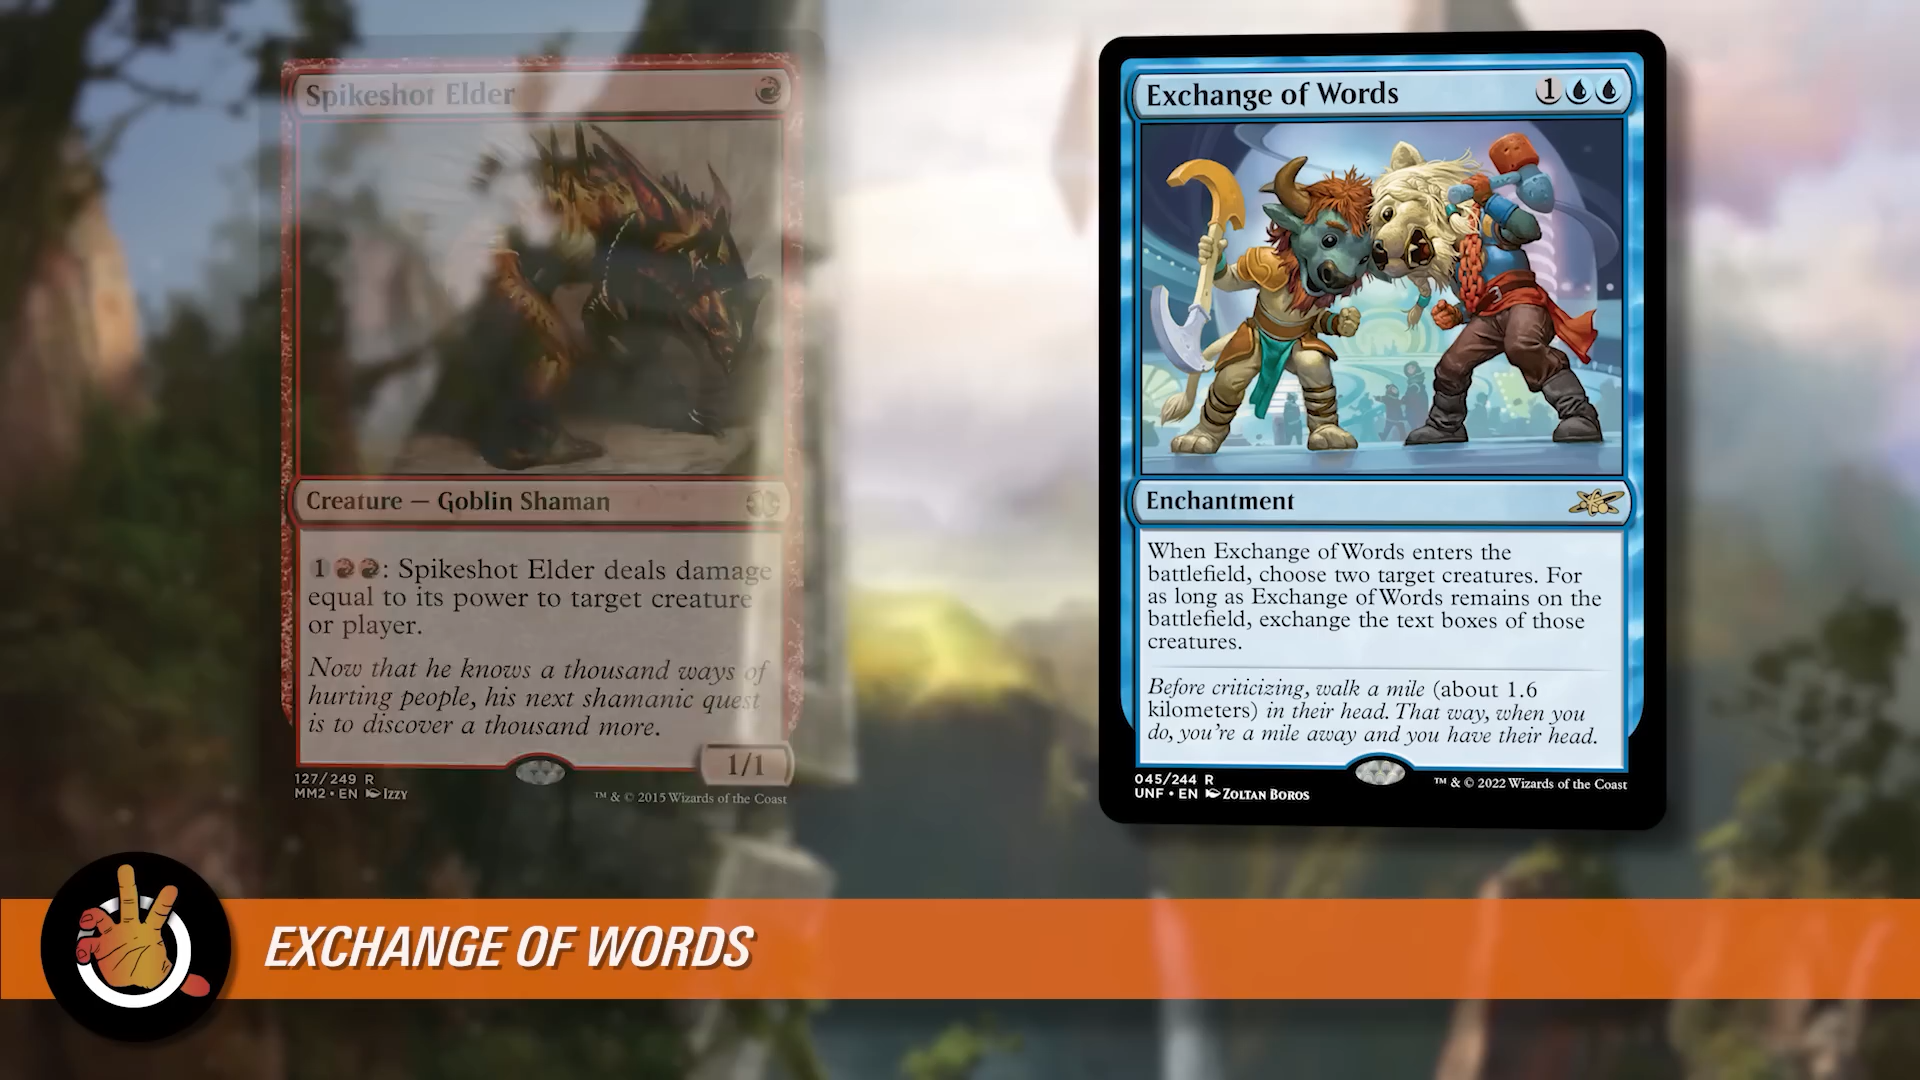 Spikeshot Elder
Creature — Goblin Shaman
1: Spikeshot Elder deals damage
equal to its power to target creature
or player.
Now that he knows a thousand ways of
hurting people, his next shamanic quest
is to discover a thousand more.
1/1
127/249 R
MM2 • EN Izzy
™ & © 2015 Wizards of the Coast
Exchange of Words
1
Enchantment
When Exchange of Words enters the
battlefield, choose two target creatures. For
as long as Exchange of Words remains on the
battlefield, exchange the text boxes of those
creatures.
Before criticizing, walk a mile (about 1.6
kilometers) in their head. That way, when you
do, you're a mile away and you have their head.
045/244 R
UNF • EN Zoltan Boros
™ & © 2022 Wizards of the Coast
EXCHANGE OF WORDS